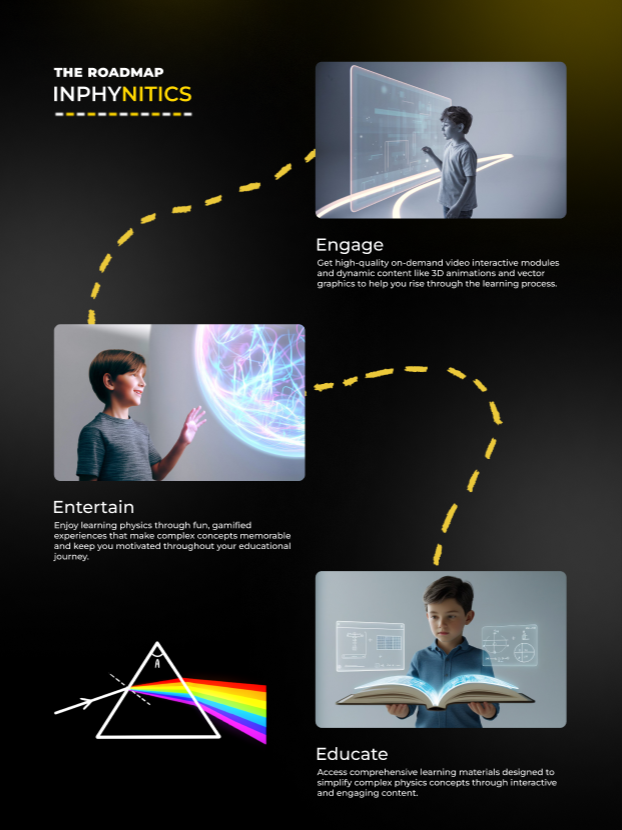 THE ROADMAP
INPHYNITICS
Engage
Get high-quality on-demand video interactive modules
and dynamic content like 3D animations and vector
graphics to help you rise through the learning process.
Entertain
Enjoy learning physics through fun, gamified
experiences that make complex concepts memorable
and keep you motivated throughout your educational
journey.
A
Educate
Access comprehensive learning materials designed to
simplify complex physics concepts through interactive
and engaging content.